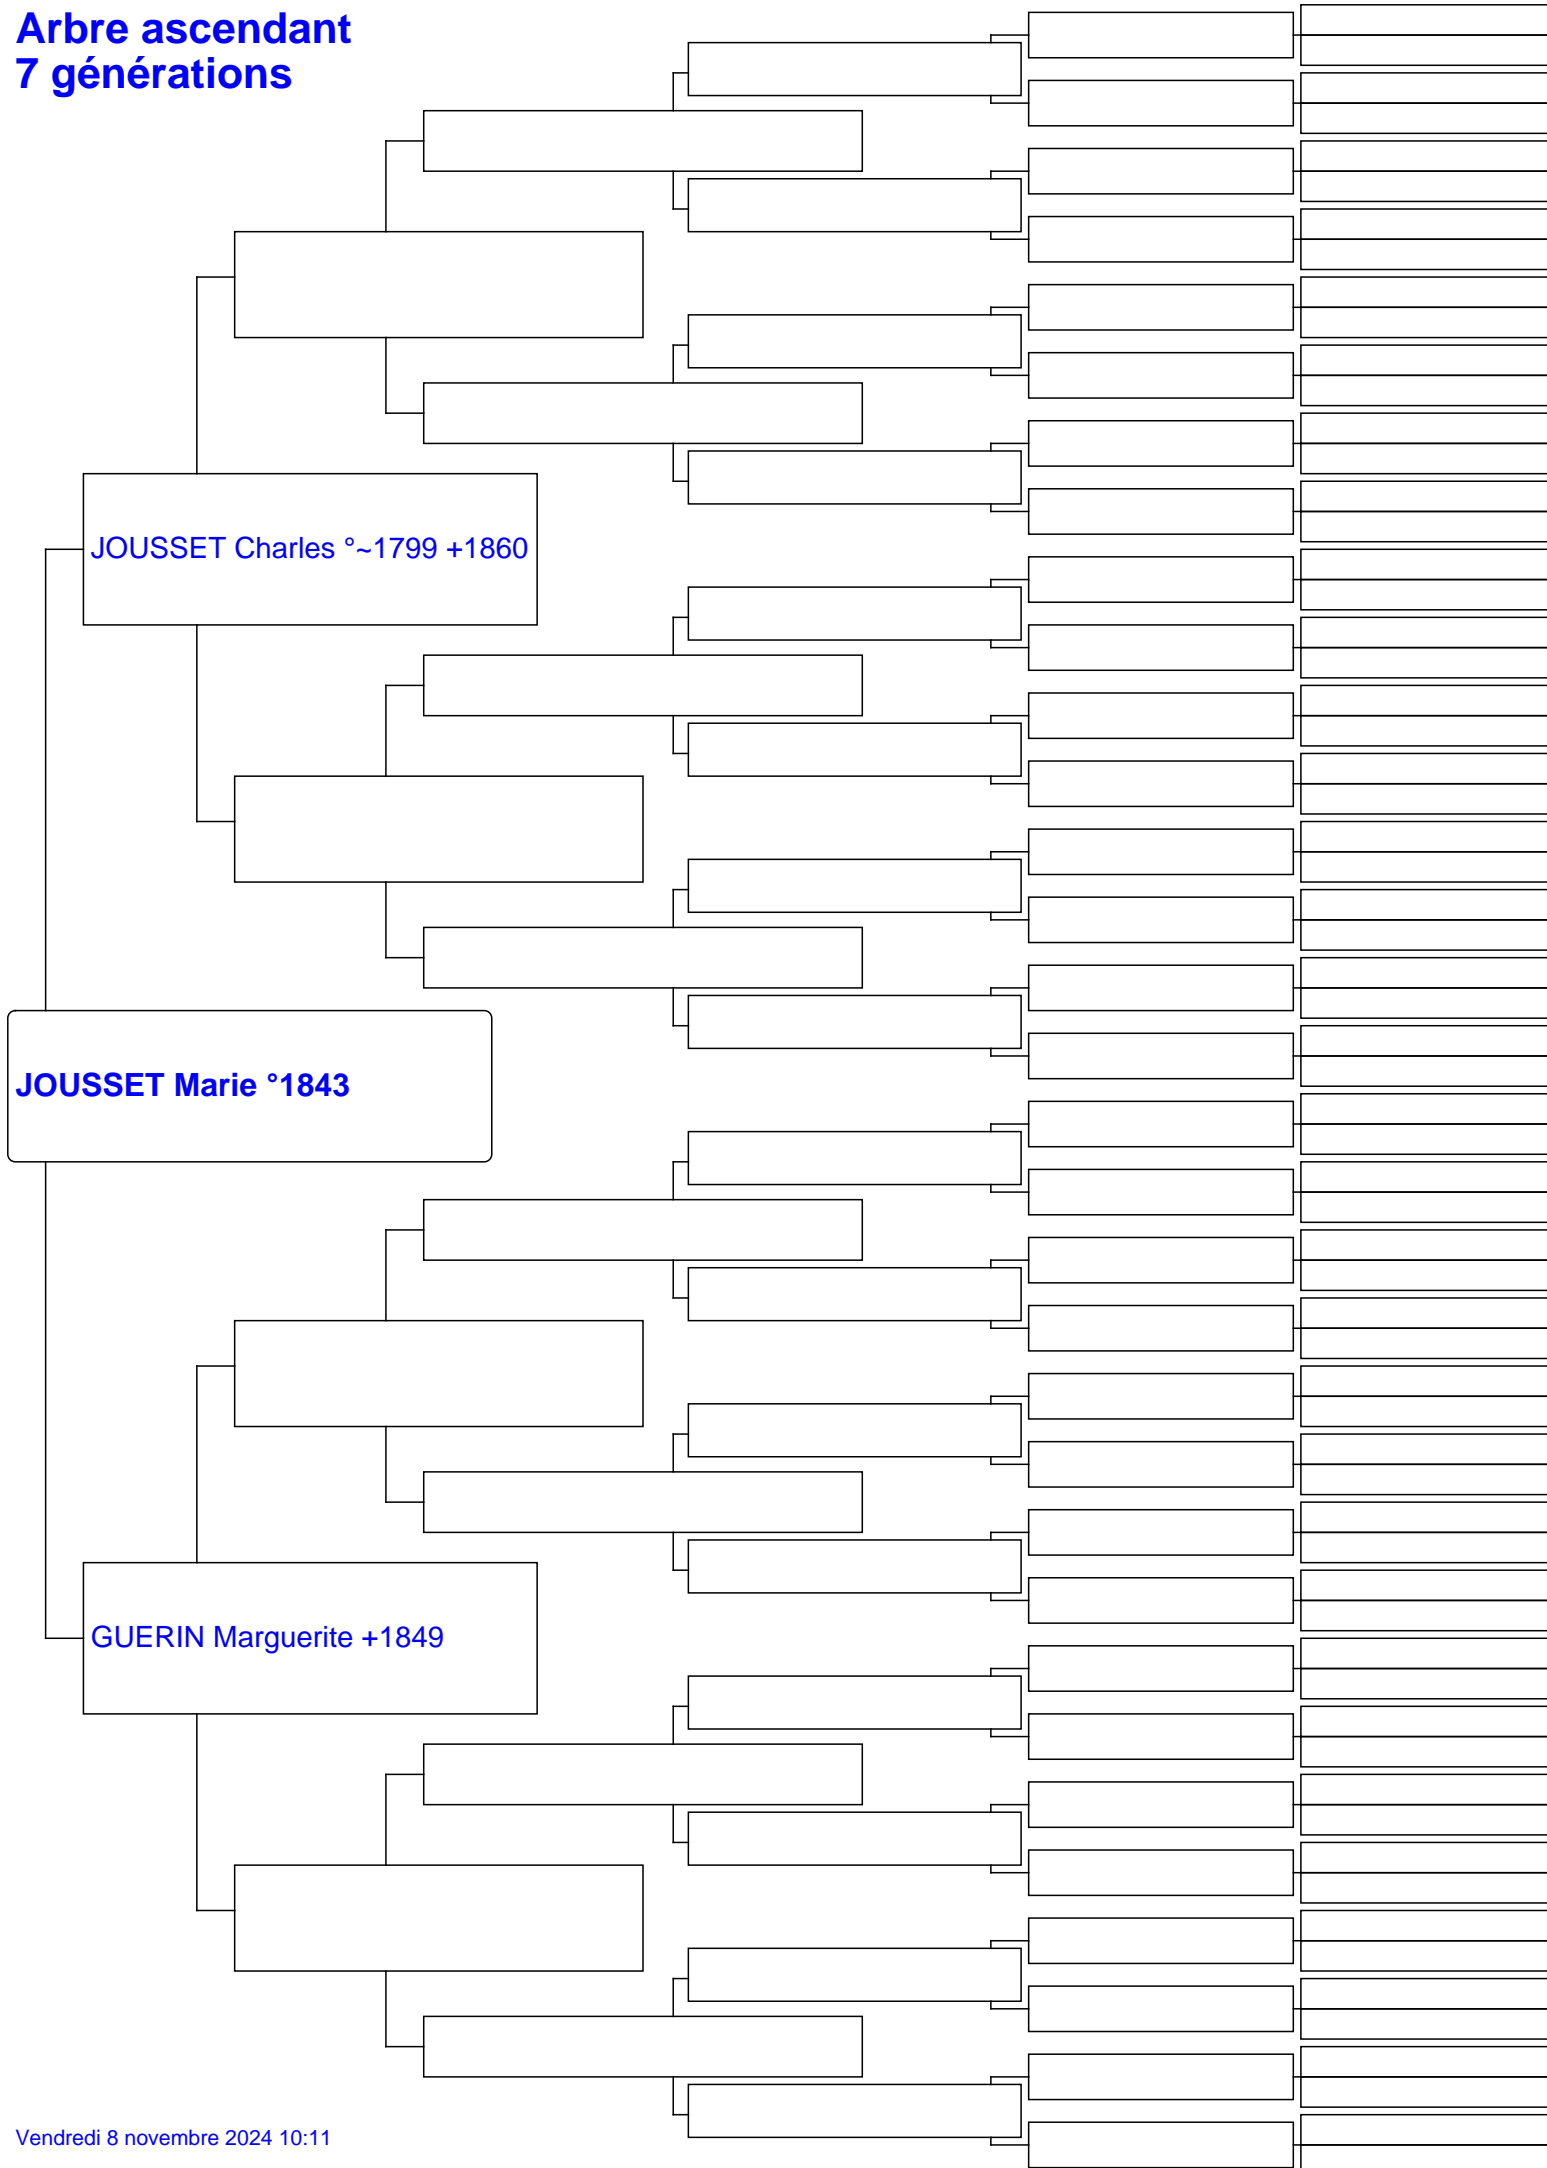 Arbre ascendant
7 générations
JOUSSET Charles °~1799 +1860
JOUSSET Marie °1843
GUERIN Marguerite +1849
Vendredi 8 novembre 2024 10:11